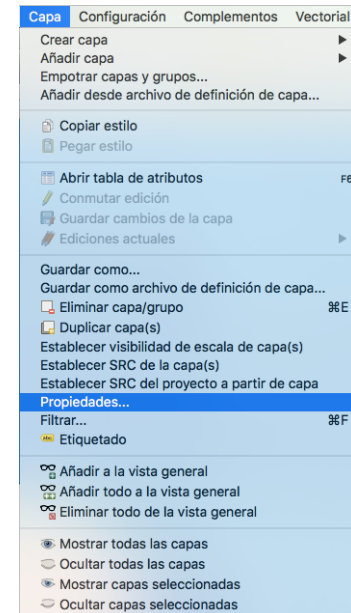 Capa Configuración Complementos Vectorial
Crear capa
Añadir capa
Empotrar capas y grupos...
Añadir desde archivo de definición de capa...
Copiar estilo
Pegar estilo
Abrir tabla de atributos F6
Conmutar edición
Guardar cambios de la capa
Ediciones actuales
Guardar como...
Guardar como archivo de definición de capa...
Eliminar capa/grupo ⌘E
Duplicar capa(s)
Establecer visibilidad de escala de capa(s)
Establecer SRC de la capa(s)
Establecer SRC del proyecto a partir de capa
Propiedades...
Filtrar... ⌘F
abc Etiquetado
Añadir a la vista general
Añadir todo a la vista general
Eliminar todo de la vista general
Mostrar todas las capas
Ocultar todas las capas
Mostrar capas seleccionadas
Ocultar capas seleccionadas